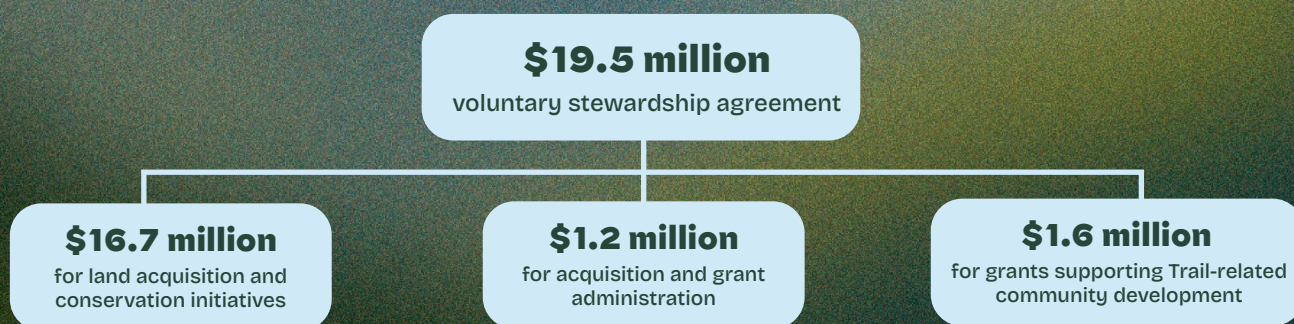 $19.5 million
voluntary stewardship agreement
$16.7 million
for land acquisition and
conservation initiatives
$1.2 million
for acquisition and grant
administration
$1.6 million
for grants supporting Trail-related
community development